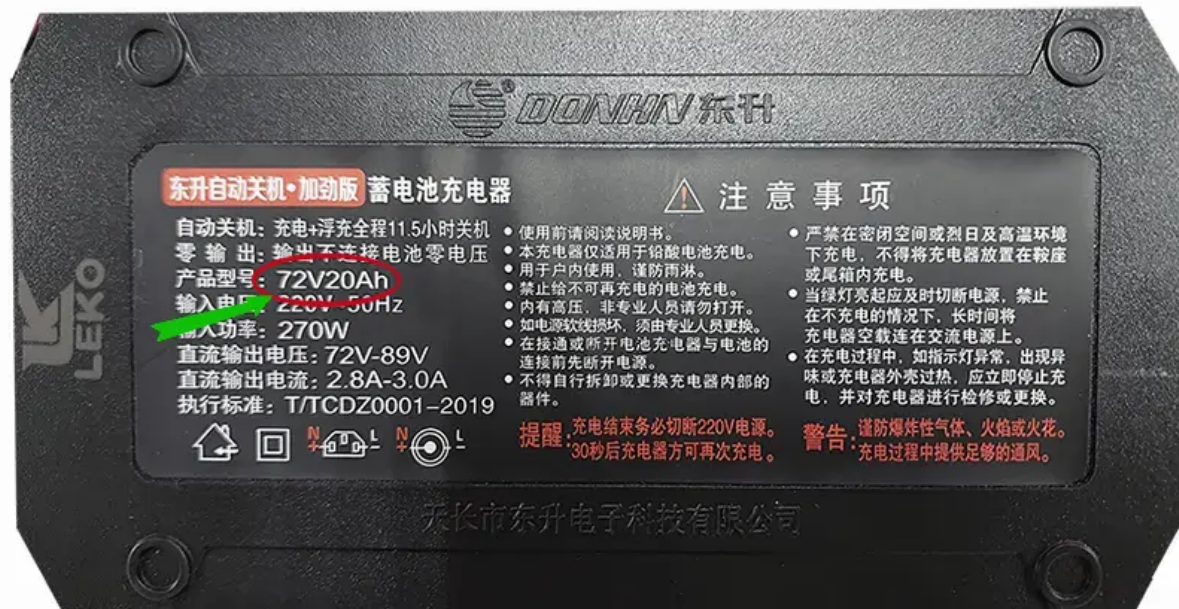 DONHN东升
东升自动关机·加劲版 蓄电池充电器
自动关机：充电+浮充全程11.5小时关机
零 输 出：输出不连接电池零电压
产品型号：72V20Ah
输入电压：220V~50Hz
输入功率：270W
直流输出电压：72V-89V
直流输出电流：2.8A-3.0A
执行标准：T/TCDZ0001-2019
N L N L
+ - + -
注意事项
● 使用前请阅读说明书。
● 本充电器仅适用于铅酸电池充电。
● 用于户内使用，谨防雨淋。
● 禁止给不可再充电的电池充电。
● 内有高压，非专业人员请勿打开。
● 如电源软线损坏，须由专业人员更换。
● 在接通或断开电池充电器与电池的
连接前先断开电源。
● 不得自行拆卸或更换充电器内部的
器件。
提醒：充电结束务必切断220V电源。
30秒后充电器方可再次充电。
● 严禁在密闭空间或烈日及高温环境
下充电，不得将充电器放置在鞍座
或尾箱内充电。
● 当绿灯亮起应及时切断电源，禁止
在不充电的情况下，长时间将
充电器空载连在交流电源上。
● 在充电过程中，如指示灯异常，出现异
味或充电器外壳过热，应立即停止充
电，并对充电器进行检修或更换。
警告：谨防爆炸性气体、火焰或火花。
充电过程中提供足够的通风。
天长市东升电子科技有限公司
LEKO